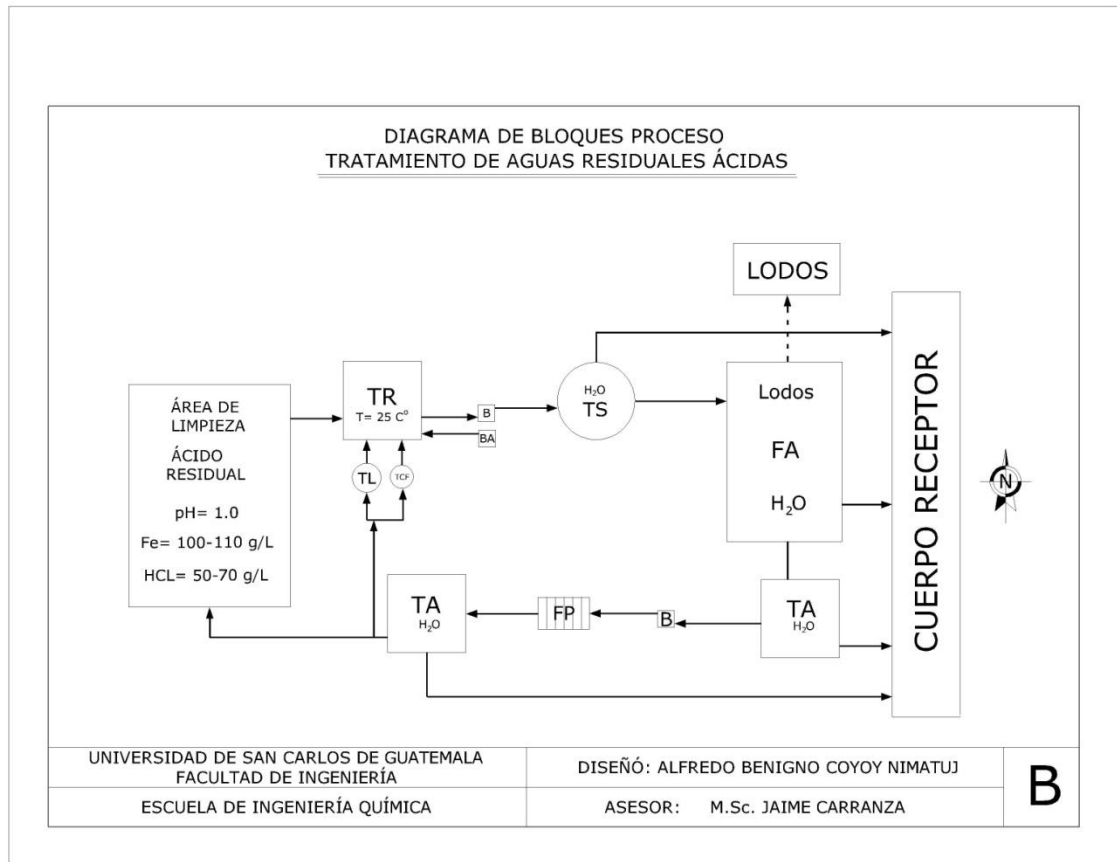 DIAGRAMA DE BLOQUES PROCESO
TRATAMIENTO DE AGUAS RESIDUALES ÁCIDAS
LODOS
ÁREA DE
LIMPIEZA
ÁCIDO
RESIDUAL
pH= 1.0
Fe= 100-110 g/L
HCL= 50-70 g/L
TR
T= 25 C°
B
BA
TL
TCF
H₂O
TS
Lodos
FA
H₂O
CUERPO RECEPTOR
N
TA
H₂O
FP
B
TA
H₂O
UNIVERSIDAD DE SAN CARLOS DE GUATEMALA
FACULTAD DE INGENIERÍA
ESCUELA DE INGENIERÍA QUÍMICA
DISEÑÓ: ALFREDO BENIGNO COYOY NIMATUJ
ASESOR: M.Sc. JAIME CARRANZA
B